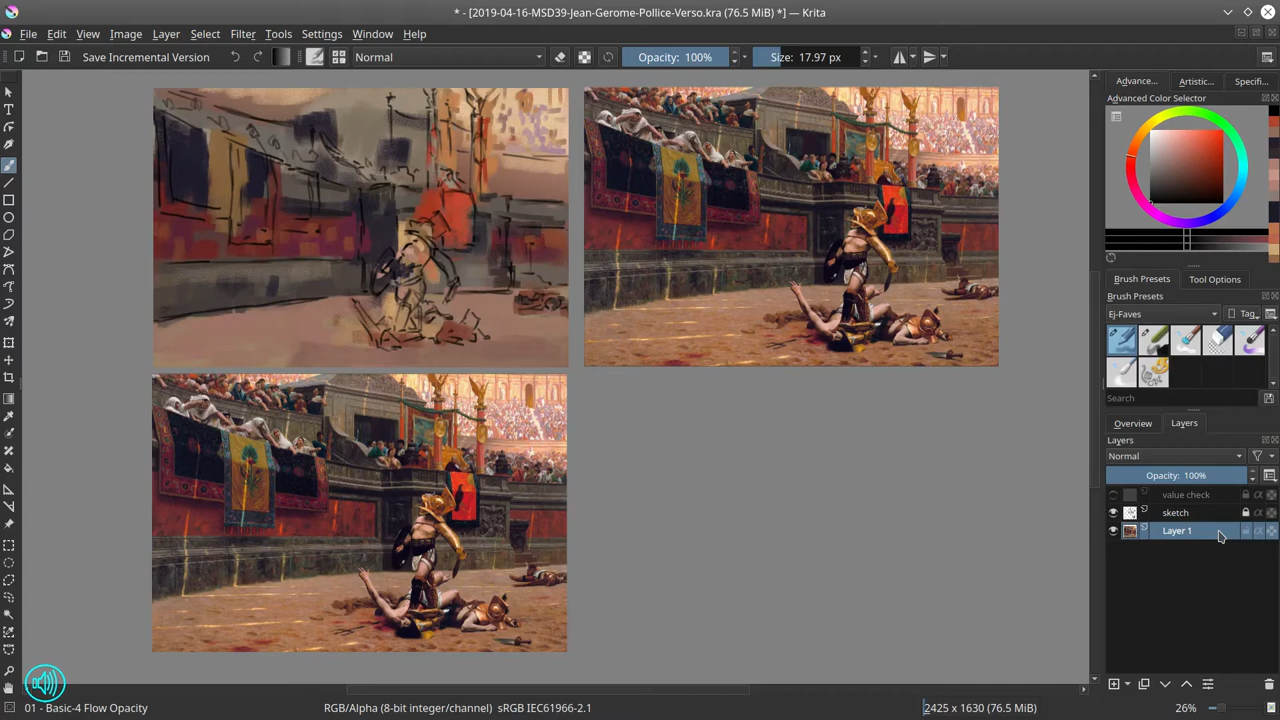 * - [2019-04-16-MSD39-Jean-Gerome-Pollice-Verso.kra (76.5 MiB) *] — Krita
File Edit View Image Layer Select Filter Tools Settings Window Help
Save Incremental Version Normal Opacity: 100% Size: 17.97 px
Advance... Artistic... Specifi...
Advanced Color Selector
Brush Presets Tool Options
Brush Presets
Ej-Faves Tag
Search
Overview Layers
Layers
Normal
Opacity: 100%
value check
sketch
Layer 1
01 - Basic-4 Flow Opacity RGB/Alpha (8-bit integer/channel) sRGB IEC61966-2.1 2425 x 1630 (76.5 MiB) 26%